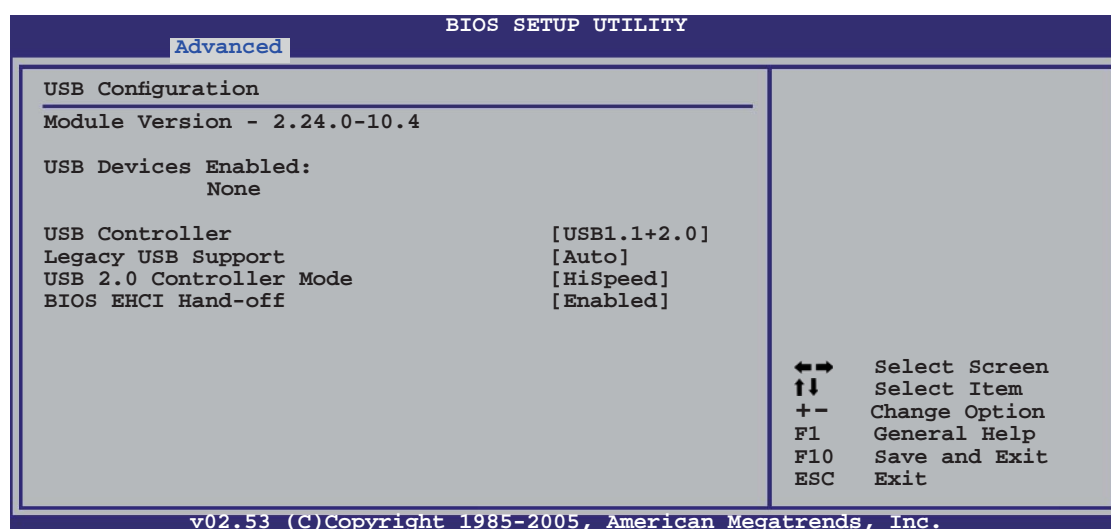 BIOS SETUP UTILITY
Advanced
USB Configuration
Module Version - 2.24.0-10.4
USB Devices Enabled:
None
USB Controller [USB1.1+2.0]
Legacy USB Support [Auto]
USB 2.0 Controller Mode [HiSpeed]
BIOS EHCI Hand-off [Enabled]
←→ Select Screen
↑↓ Select Item
+- Change Option
F1 General Help
F10 Save and Exit
ESC Exit
v02.53 (C)Copyright 1985-2005, American Megatrends, Inc.